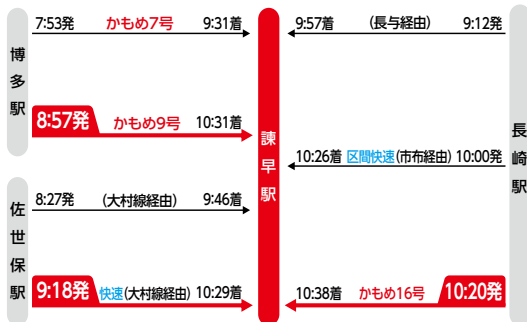 博多駅
7:53発 かもめ7号 9:31着
8:57発 かもめ9号 10:31着
佐世保駅
8:27発 (大村線経由) 9:46着
9:18発 快速(大村線経由) 10:29着
諫早駅
9:57着 (長与経由) 9:12発
10:26着 区間快速(市布経由) 10:00発
10:38着 かもめ16号 10:20発
長崎駅